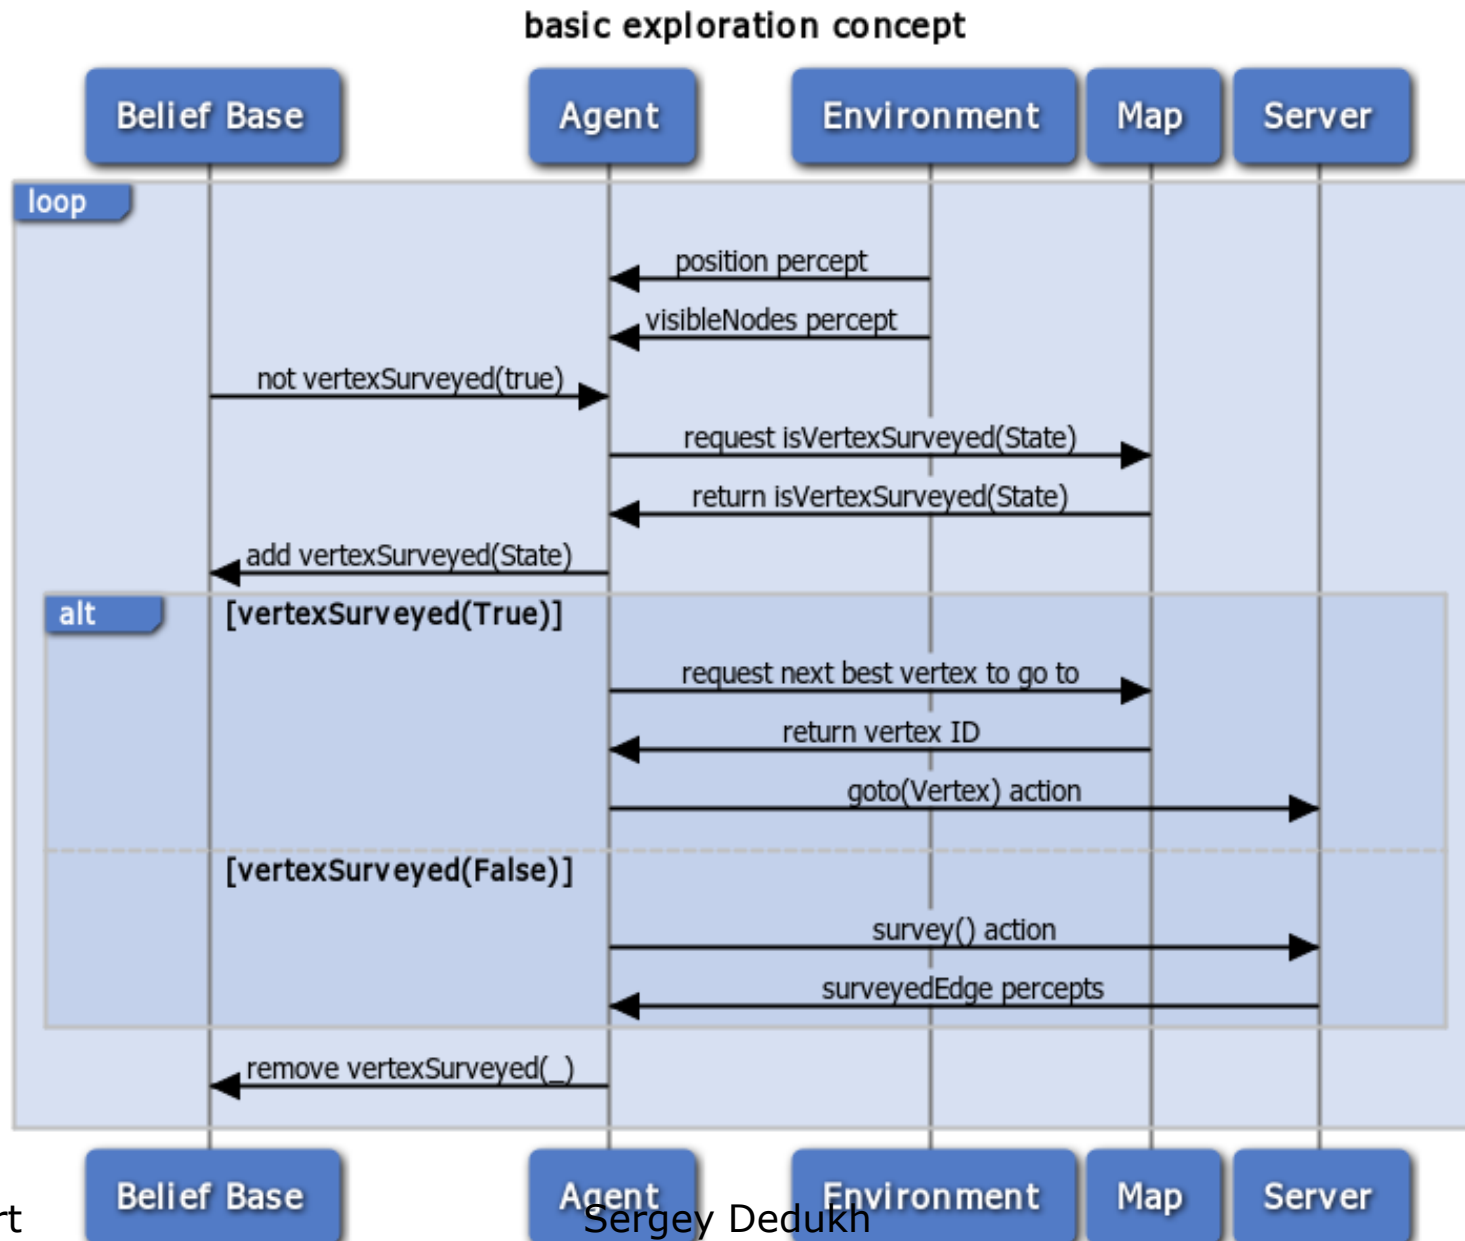 basic exploration concept
Belief Base Agent Environment Map Server
loop
position percept
visibleNodes percept
not vertexSurveyed(true)
request isVertexSurveyed(State)
return isVertexSurveyed(State)
add vertexSurveyed(State)
alt [vertexSurveyed(True)]
request next best vertex to go to
return vertex ID
goto(Vertex) action
[vertexSurveyed(False)]
survey() action
surveyedEdge percepts
remove vertexSurveyed(_)
Belief Base Agent Environment Map Server
rt Sergey Dedukh